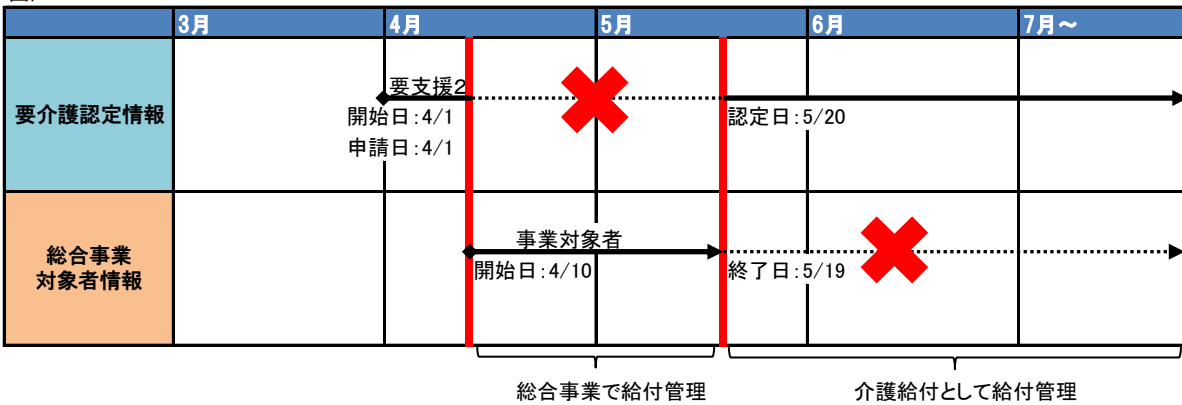 3月 4月 5月 6月 7月～
要介護認定情報
要支援2
開始日:4/1
申請日:4/1
認定日:5/20
総合事業
対象者情報
事業対象者
開始日:4/10
終了日:5/19
総合事業で給付管理
介護給付として給付管理